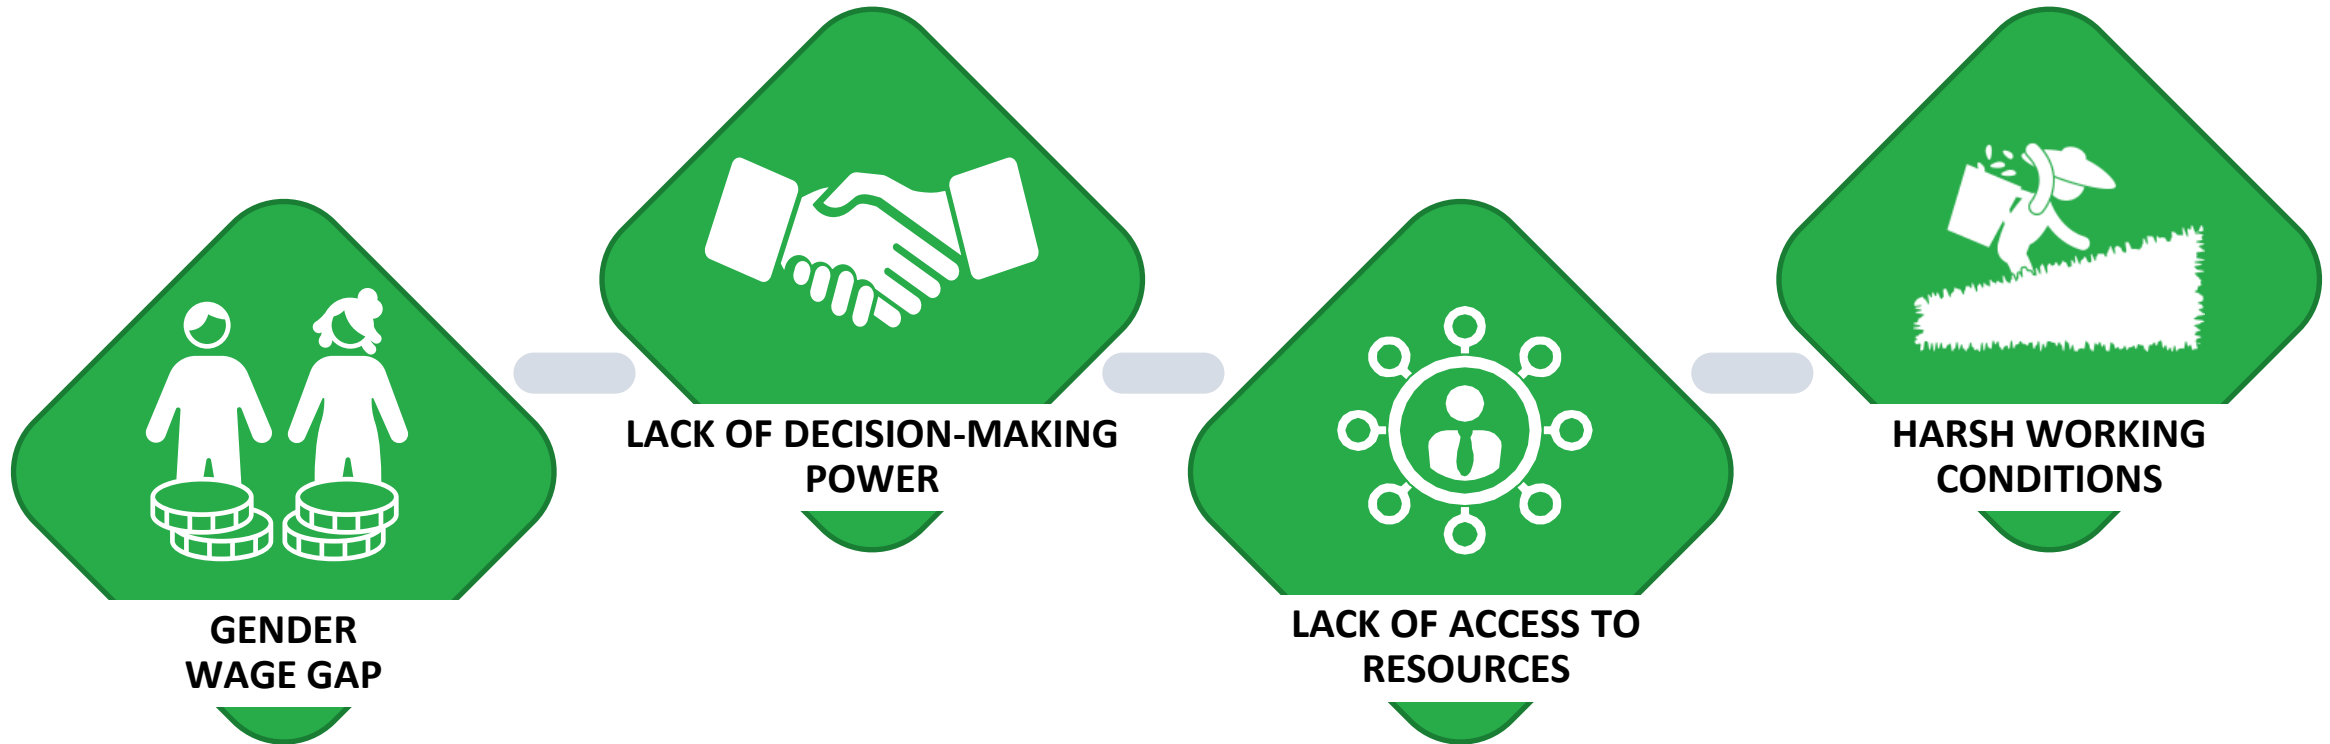 GENDER
WAGE GAP
LACK OF DECISION-MAKING
POWER
LACK OF ACCESS TO
RESOURCES
HARSH WORKING
CONDITIONS